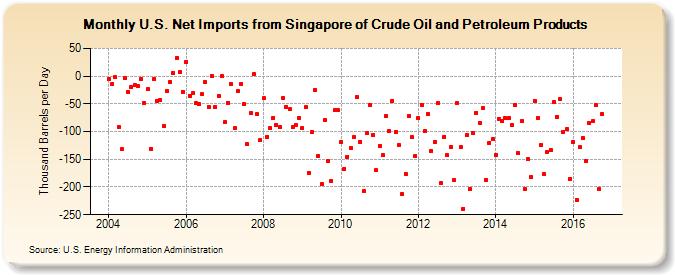 Monthly U.S. Net Imports from Singapore of Crude Oil and Petroleum Products
Thousand Barrels per Day
50
0
-50
-100
-150
-200
-250
2004 2006 2008 2010 2012 2014 2016
Source: U.S. Energy Information Administration